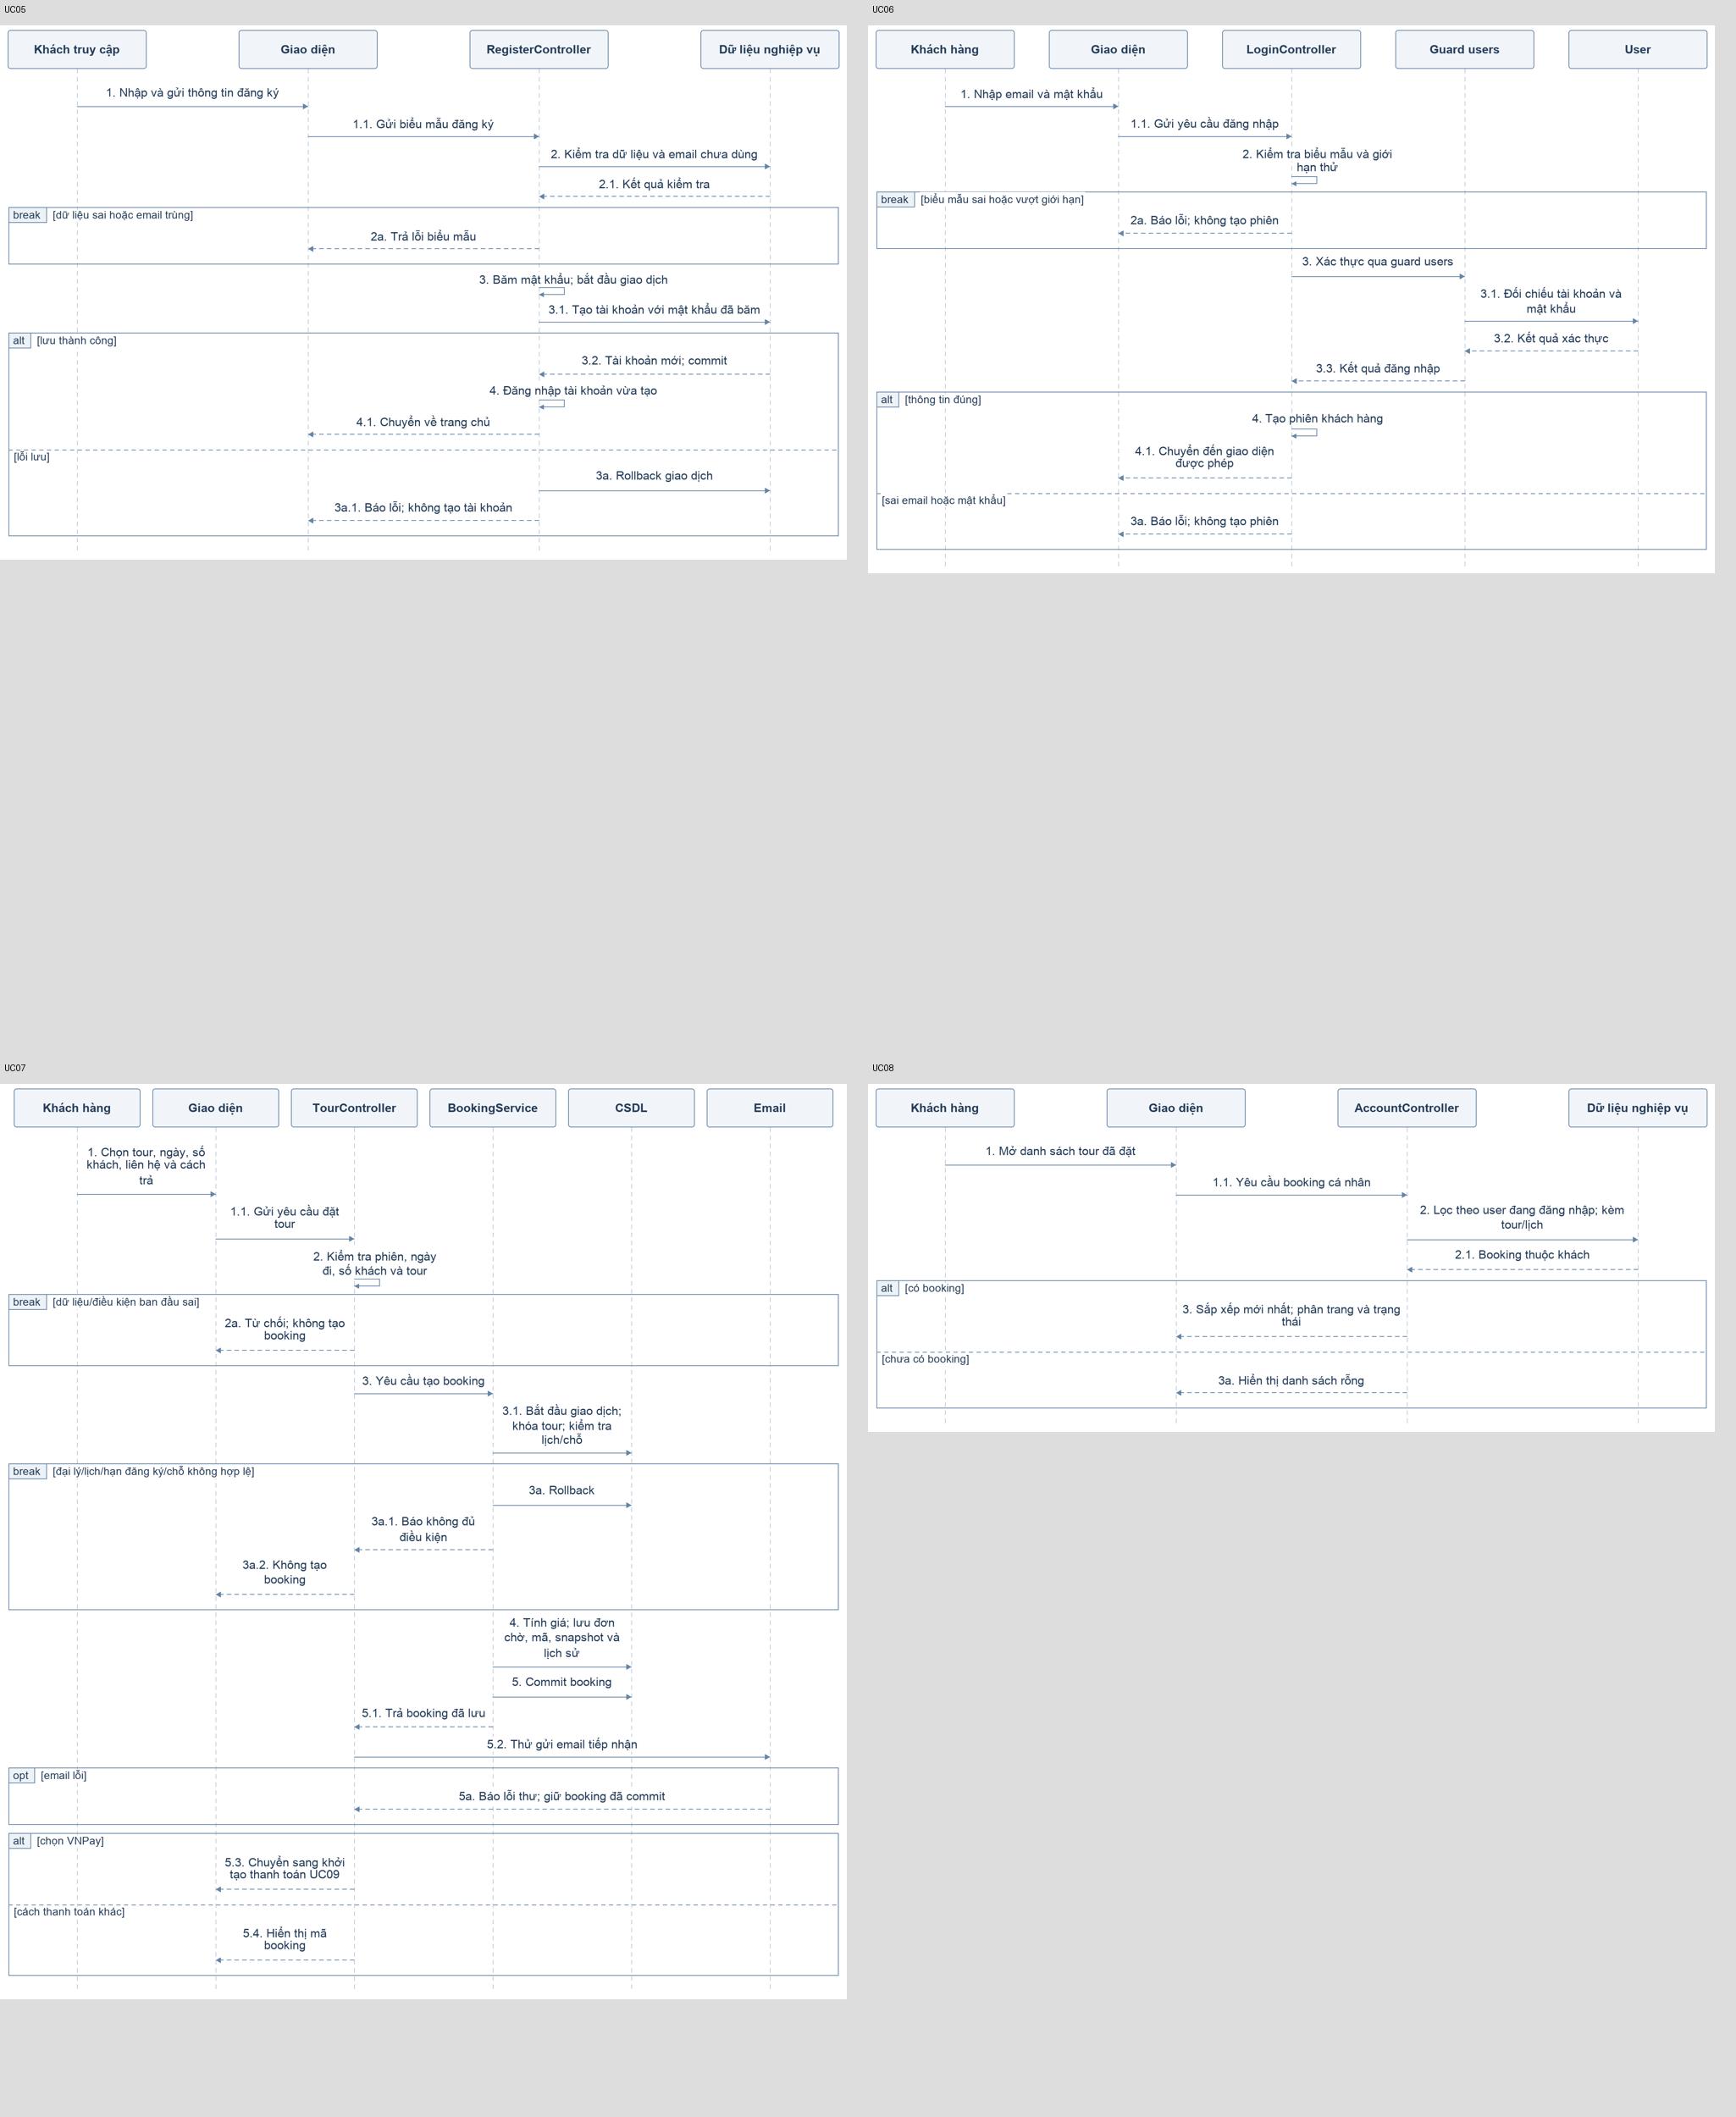 UC05
Khách truy cập
Giao diện
RegisterController
Dữ liệu nghiệp vụ
1. Nhập và gửi thông tin đăng ký
1.1. Gửi biểu mẫu đăng ký
2. Kiểm tra dữ liệu và email chưa dùng
2.1. Kết quả kiểm tra
break
[dữ liệu sai hoặc email trùng]
2a. Trả lỗi biểu mẫu
3. Băm mật khẩu; bắt đầu giao dịch
3.1. Tạo tài khoản với mật khẩu đã băm
alt
[lưu thành công]
3.2. Tài khoản mới; commit
4. Đăng nhập tài khoản vừa tạo
4.1. Chuyển về trang chủ
[lỗi lưu]
3a. Rollback giao dịch
3a.1. Báo lỗi; không tạo tài khoản
UC06
Khách hàng
Giao diện
LoginController
Guard users
User
1. Nhập email và mật khẩu
1.1. Gửi yêu cầu đăng nhập
2. Kiểm tra biểu mẫu và giới
hạn thử
break
[biểu mẫu sai hoặc vượt giới hạn]
2a. Báo lỗi; không tạo phiên
3. Xác thực qua guard users
3.1. Đối chiếu tài khoản và
mật khẩu
3.2. Kết quả xác thực
3.3. Kết quả đăng nhập
alt
[thông tin đúng]
4. Tạo phiên khách hàng
4.1. Chuyển đến giao diện
được phép
[sai email hoặc mật khẩu]
3a. Báo lỗi; không tạo phiên
UC07
Khách hàng
Giao diện
TourController
BookingService
CSDL
Email
1. Chọn tour, ngày, số
khách, liên hệ và cách
trả
1.1. Gửi yêu cầu đặt
tour
2. Kiểm tra phiên, ngày
đi, số khách và tour
break
[dữ liệu/điều kiện ban đầu sai]
2a. Từ chối; không tạo
booking
3. Yêu cầu tạo booking
3.1. Bắt đầu giao dịch;
khóa tour; kiểm tra
lịch/chỗ
break
[đại lý/lịch/hạn đăng ký/chỗ không hợp lệ]
3a. Rollback
3a.1. Báo không đủ
điều kiện
3a.2. Không tạo
booking
4. Tính giá; lưu đơn
chờ, mã, snapshot và
lịch sử
5. Commit booking
5.1. Trả booking đã lưu
5.2. Thử gửi email tiếp nhận
opt
[email lỗi]
5a. Báo lỗi thư; giữ booking đã commit
alt
[chọn VNPay]
5.3. Chuyển sang khởi
tạo thanh toán UC09
[cách thanh toán khác]
5.4. Hiển thị mã
booking
UC08
Khách hàng
Giao diện
AccountController
Dữ liệu nghiệp vụ
1. Mở danh sách tour đã đặt
1.1. Yêu cầu booking cá nhân
2. Lọc theo user đang đăng nhập; kèm
tour/lịch
2.1. Booking thuộc khách
alt
[có booking]
3. Sắp xếp mới nhất; phân trang và trạng
thái
[chưa có booking]
3a. Hiển thị danh sách rỗng